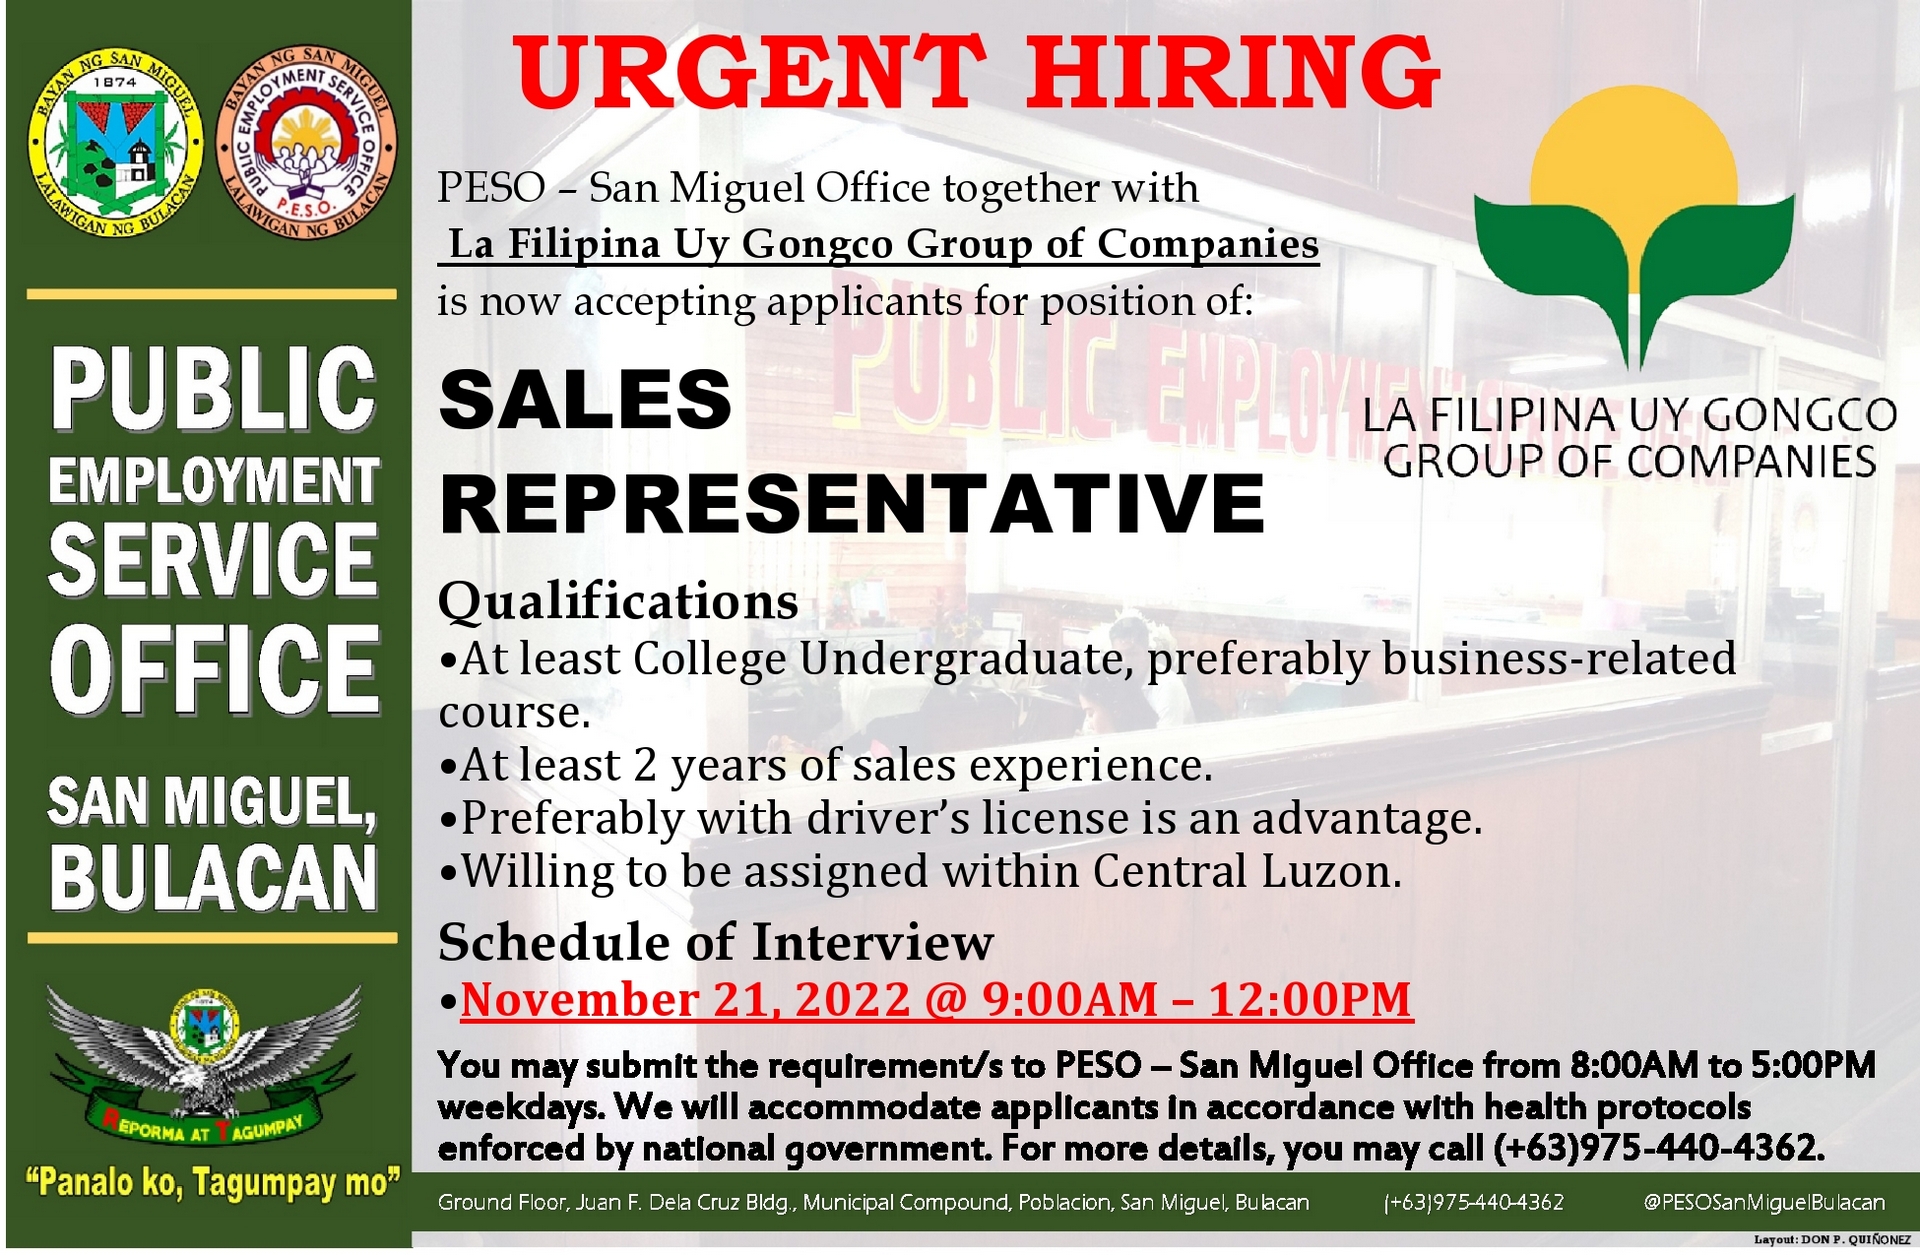 BAYAN NG SAN MIGUEL
1874
LALAWIGAN NG BULACAN
BAYAN NG SAN MIGUEL
PUBLIC EMPLOYMENT SERVICE OFFICE
P.E.S.O.
LALAWIGAN NG BULACAN
PUBLIC
EMPLOYMENT
SERVICE
OFFICE
SAN MIGUEL,
BULACAN
REPORMA AT TAGUMPAY
“Panalo ko, Tagumpay mo”
URGENT HIRING
PESO – San Miguel Office together with
La Filipina Uy Gongco Group of Companies
is now accepting applicants for position of:
PUBLIC EMPLOYMENT SERVICE OFFICE
LA FILIPINA UY GONGCO
GROUP OF COMPANIES
SALES
REPRESENTATIVE
Qualifications
•At least College Undergraduate, preferably business-related
course.
•At least 2 years of sales experience.
•Preferably with driver’s license is an advantage.
•Willing to be assigned within Central Luzon.
Schedule of Interview
•November 21, 2022 @ 9:00AM – 12:00PM
You may submit the requirement/s to PESO – San Miguel Office from 8:00AM to 5:00PM
weekdays. We will accommodate applicants in accordance with health protocols
enforced by national government. For more details, you may call (+63)975-440-4362.
Ground Floor, Juan F. Dela Cruz Bldg., Municipal Compound, Poblacion, San Miguel, Bulacan (+63)975-440-4362 @PESOSanMiguelBulacan
Layout: DON P. QUIÑONEZ